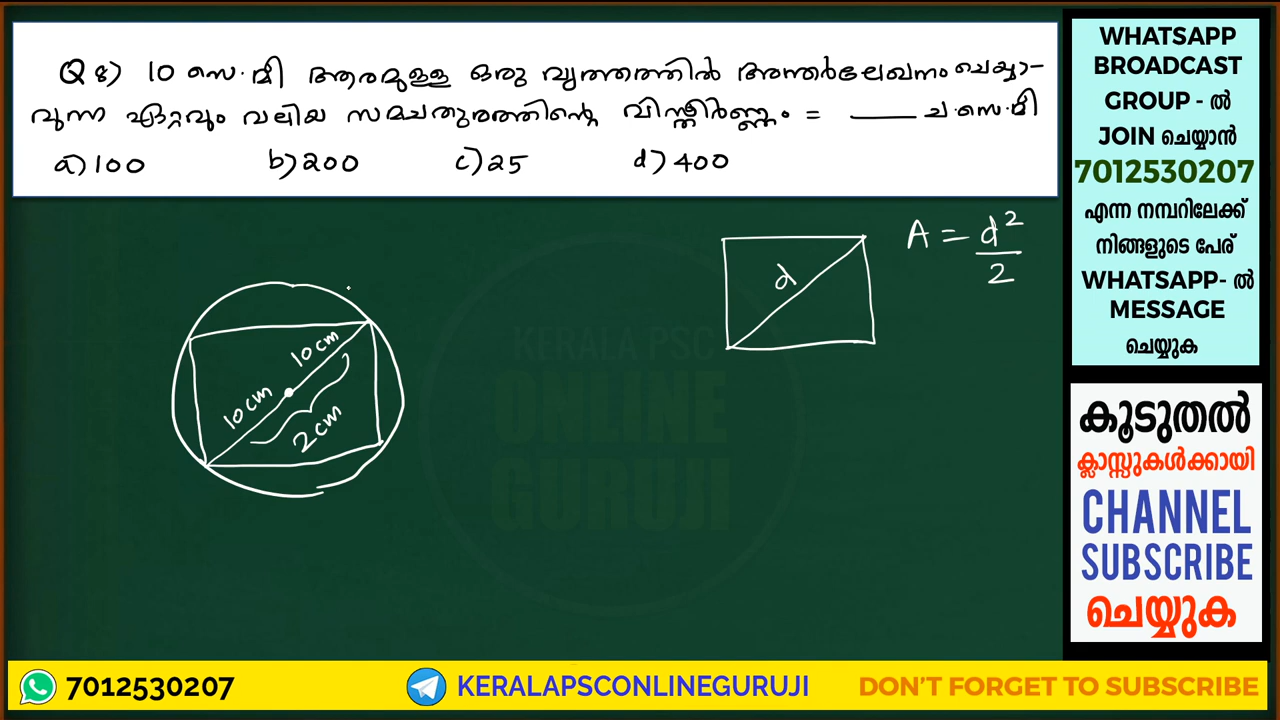 Q 8) 10 സെ.മീ ആരമുള്ള ഒരു വൃത്തത്തിൽ അന്തർലേഖനം ചെയ്യാ-
വുന്ന ഏറ്റവും വലിയ സമചതുരത്തിന്റെ വിസ്തീർണ്ണം = ____ ച.സെ.മീ
a) 100 b) 200 c) 25 d) 400
A = d²/2
d
10 cm
10 cm
2 cm
KERALA PSC
ONLINE
GURUJI
WHATSAPP
BROADCAST
GROUP - ൽ
JOIN ചെയ്യാൻ
7012530207
എന്ന നമ്പറിലേക്ക്
നിങ്ങളുടെ പേര്
WHATSAPP- ൽ
MESSAGE
ചെയ്യുക
കൂടുതൽ
ക്ലാസ്സുകൾക്കായി
CHANNEL
SUBSCRIBE
ചെയ്യുക
7012530207 KERALAPSCONLINEGURUJI DON'T FORGET TO SUBSCRIBE